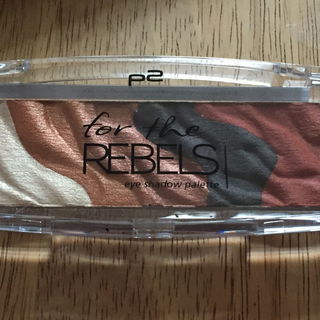 p2
for the
REBELS
eye shadow palette